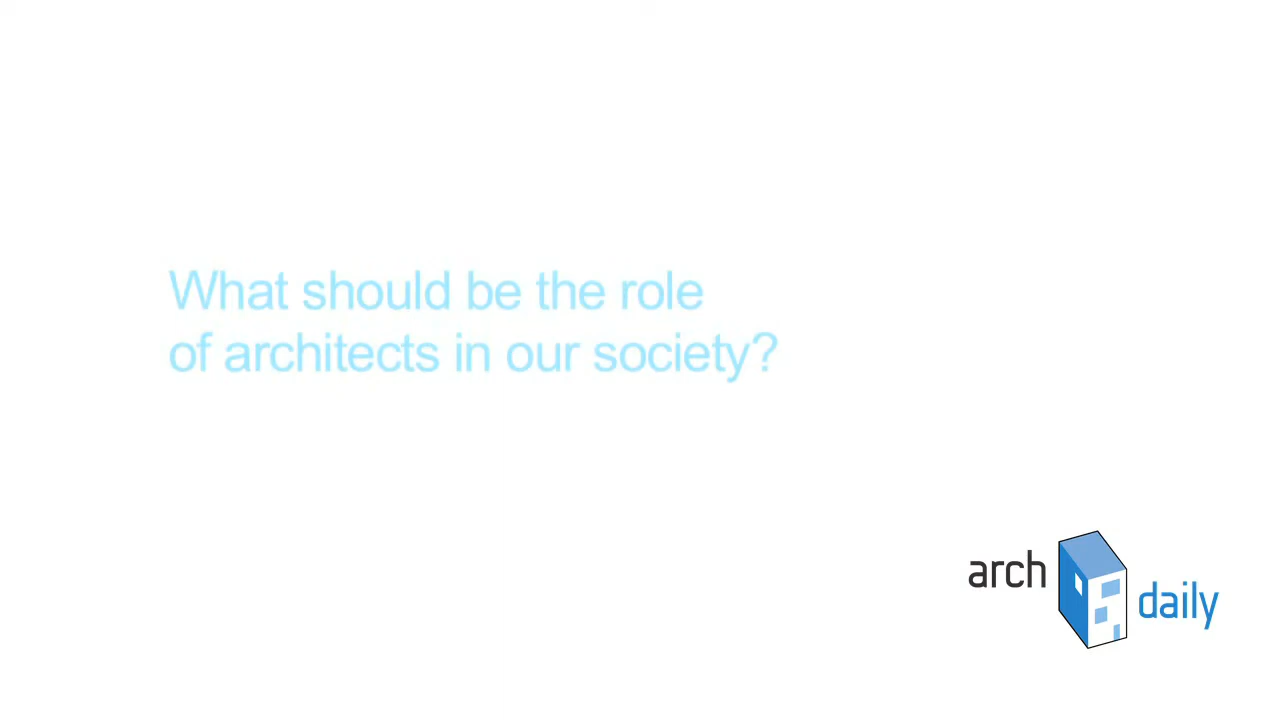 What should be the role
of architects in our society?
arch
daily